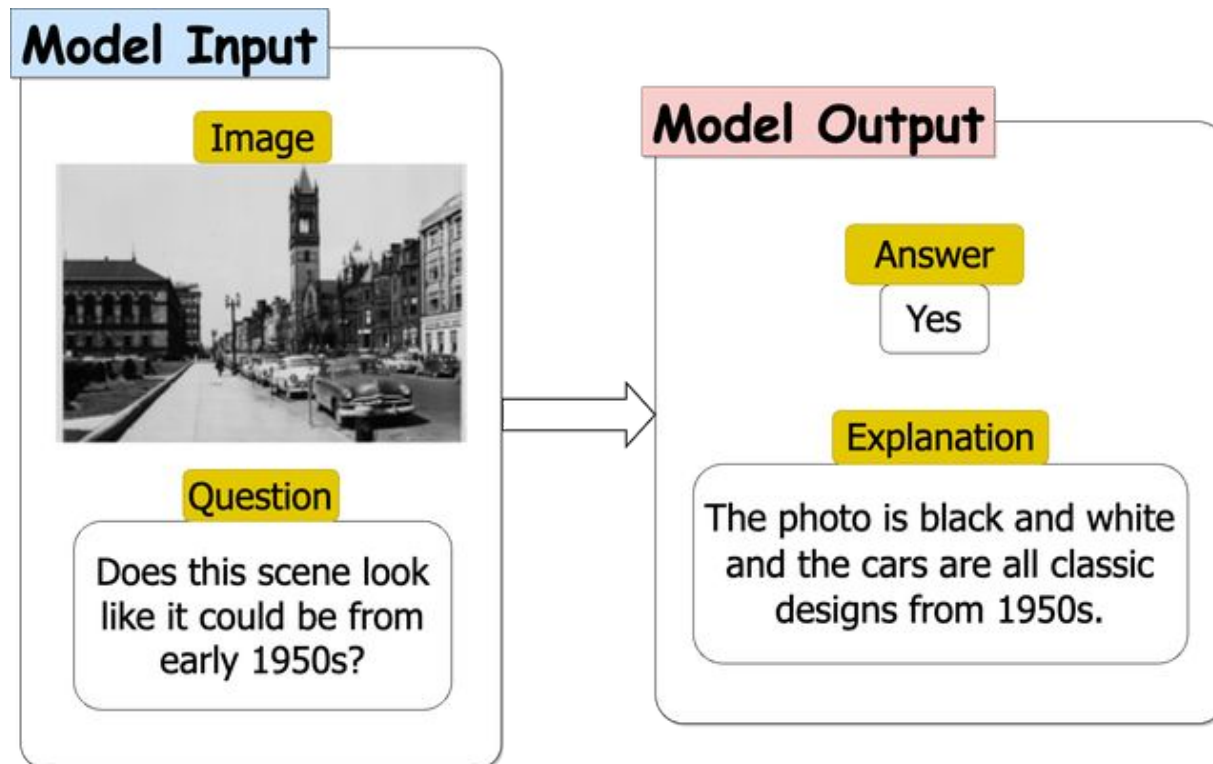 Model Input
Image
Question
Does this scene look
like it could be from
early 1950s?
Model Output
Answer
Yes
Explanation
The photo is black and white
and the cars are all classic
designs from 1950s.